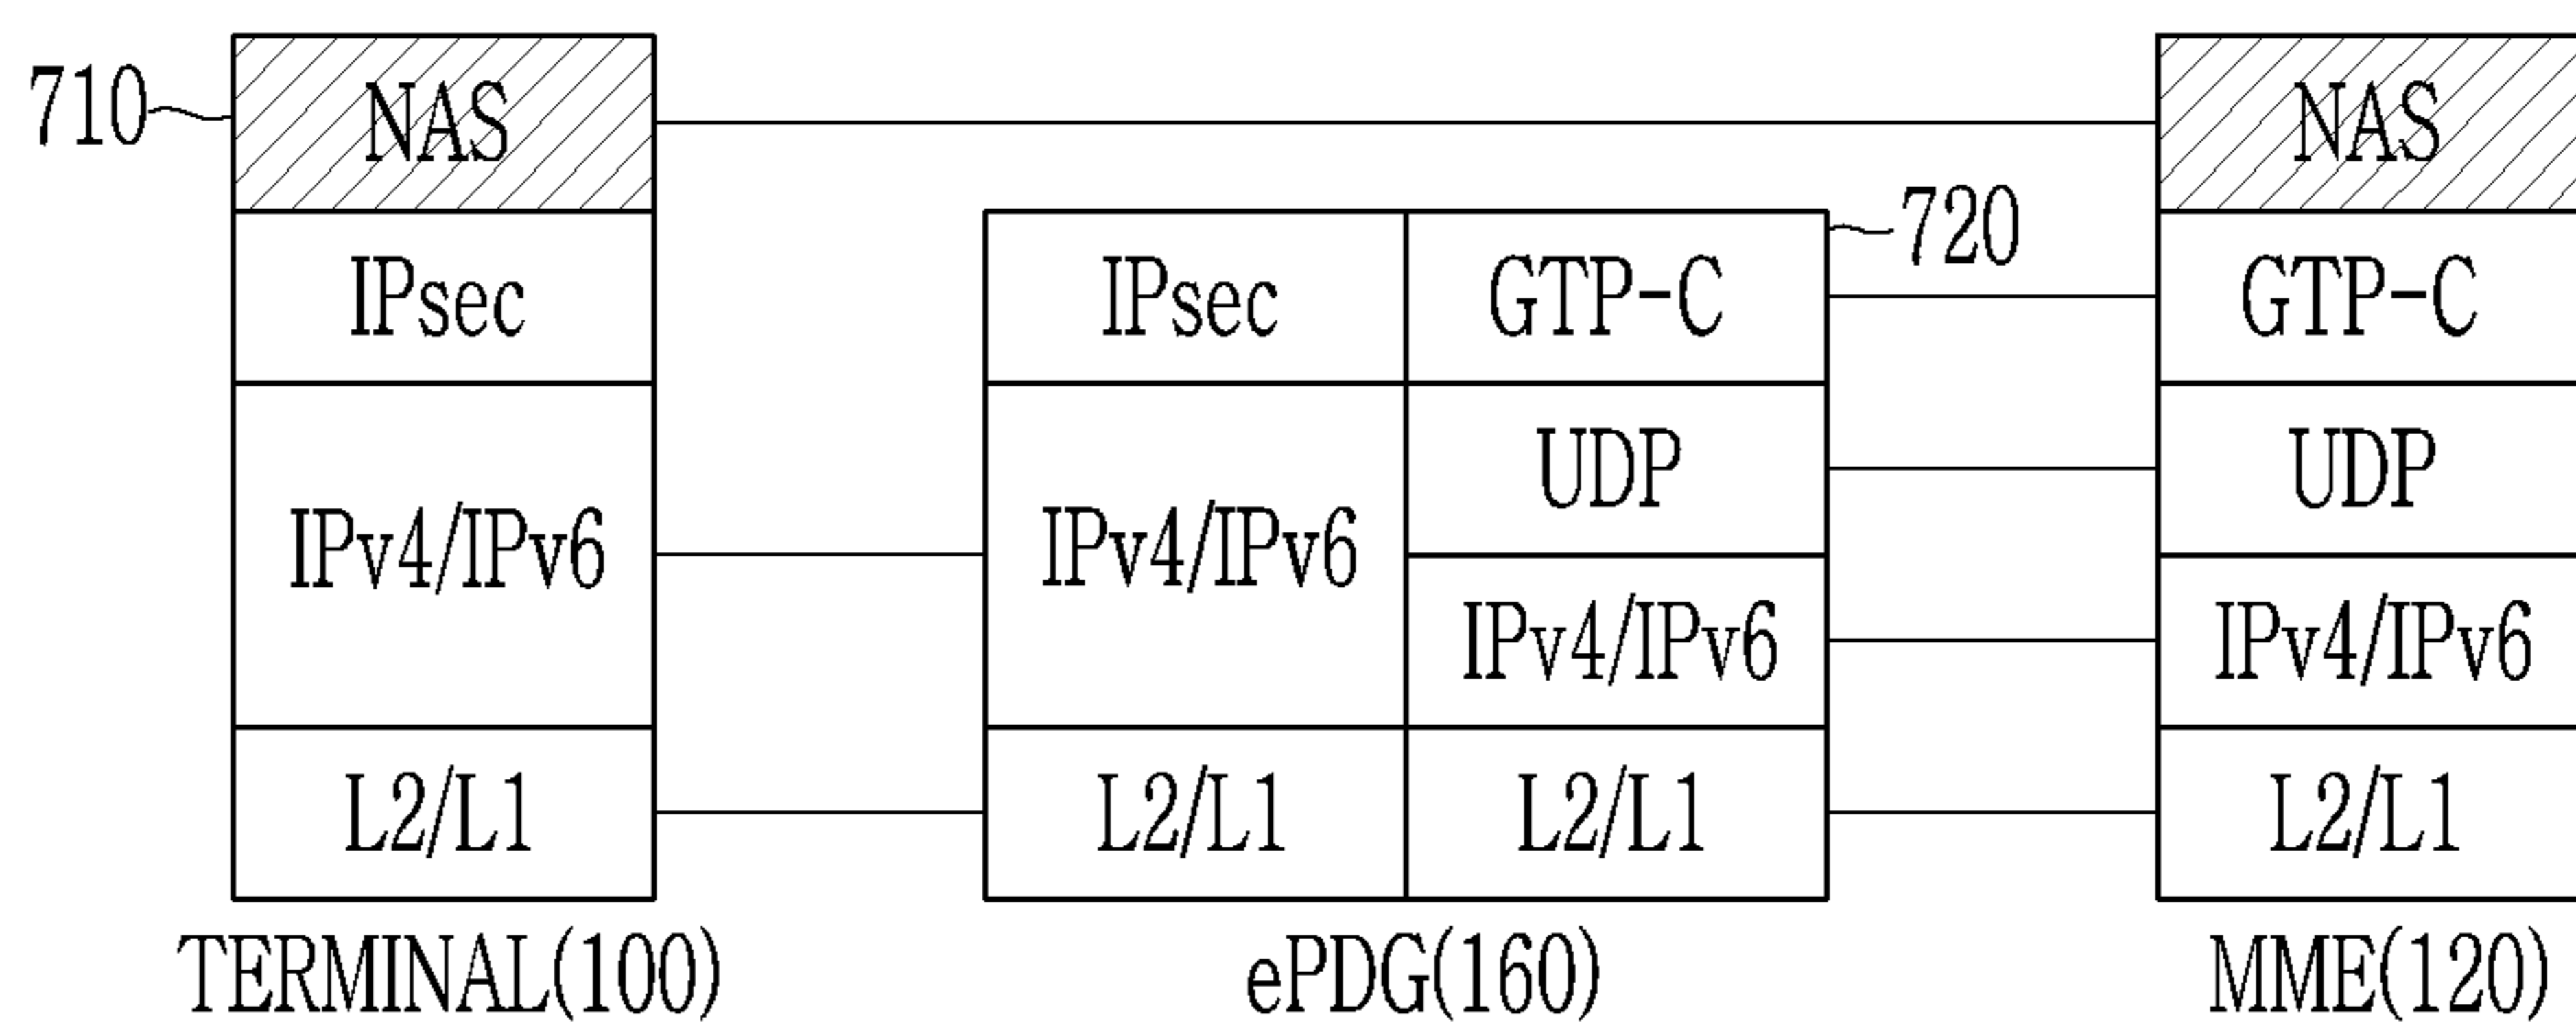 710 NAS NAS
720
IPsec IPsec GTP-C GTP-C
UDP UDP
IPv4/IPv6 IPv4/IPv6
IPv4/IPv6 IPv4/IPv6
L2/L1 L2/L1 L2/L1 L2/L1
TERMINAL(100) ePDG(160) MME(120)